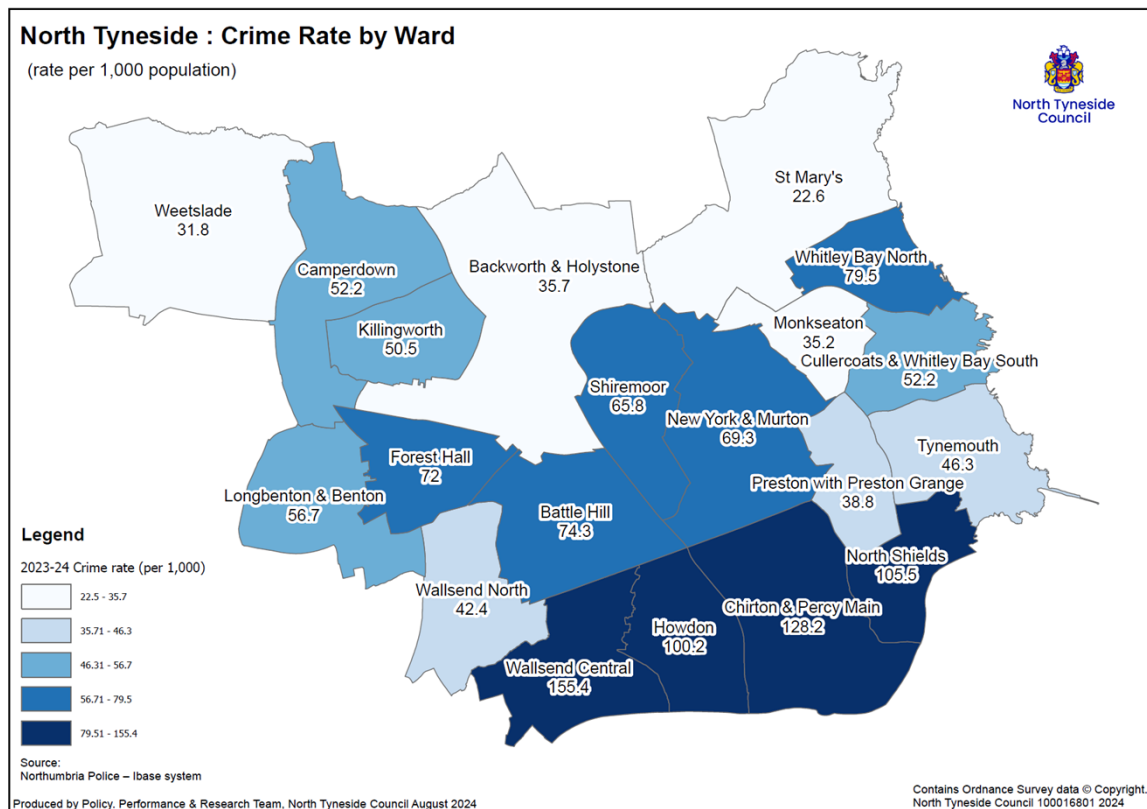 North Tyneside : Crime Rate by Ward
(rate per 1,000 population)
North Tyneside
Council
St Mary's
22.6
Weetslade
31.8
Whitley Bay North
79.5
Camperdown
52.2
Backworth & Holystone
35.7
Killingworth
50.5
Monkseaton
35.2
Cullercoats & Whitley Bay South
52.2
Shiremoor
65.8
New York & Murton
69.3
Tynemouth
46.3
Forest Hall
72
Preston with Preston Grange
38.8
Longbenton & Benton
56.7
Battle Hill
74.3
North Shields
105.5
Wallsend North
42.4
Chirton & Percy Main
128.2
Howdon
100.2
Wallsend Central
155.4
Legend
2023-24 Crime rate (per 1,000)
22.5 - 35.7
35.71 - 46.3
46.31 - 56.7
56.71 - 79.5
79.51 - 155.4
Source:
Northumbria Police – Ibase system
Produced by Policy, Performance & Research Team, North Tyneside Council August 2024
Contains Ordnance Survey data © Copyright.
North Tyneside Council 100016801 2024